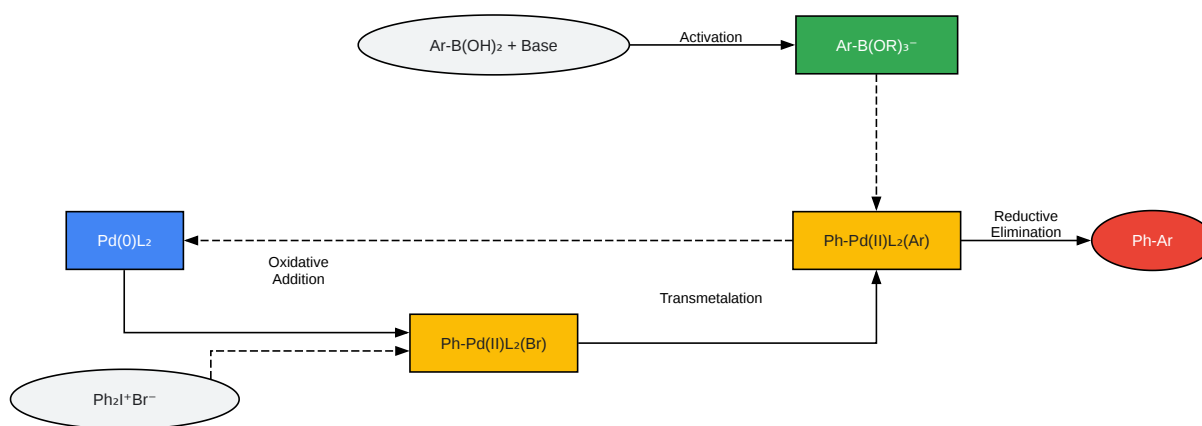 Ar-B(OH)₂ + Base
Activation
Ar-B(OR)₃⁻
Pd(0)L₂
Oxidative
Addition
Ph-Pd(II)L₂(Ar)
Reductive
Elimination
Ph-Ar
Transmetalation
Ph-Pd(II)L₂(Br)
Ph₂I⁺Br⁻